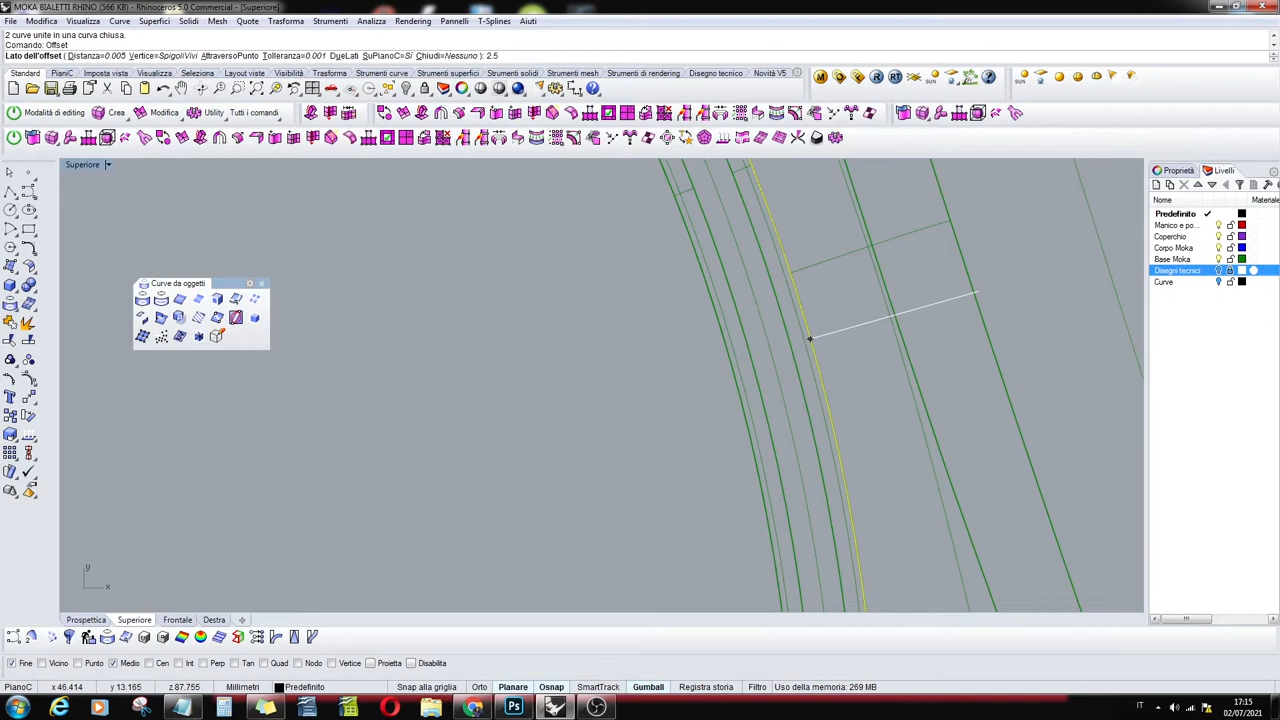 MOKA BIALETTI RHINO (566 KB) - Rhinoceros 5.0 Commercial - [Superiore]
File Modifica Visualizza Curve Superfici Solidi Mesh Quote Trasforma Strumenti Analizza Rendering Pannelli T-Splines Aiuti
2 curve unite in una curva chiusa.
Comando: Offset
Lato dell'offset ( Distanza=0.005 Vertice=SpigoliVivi AttraversoPunto Tolleranza=0.001 DueLati SuPianoC=Sì Chiudi=Nessuno ): 2.5
Standard PianiC Imposta vista Visualizza Selezione Layout viste Visibilità Trasforma Strumenti curve Strumenti superfici Strumenti solidi Strumenti mesh Strumenti di rendering Disegno tecnico Novità V5
Modalità di editing Crea Modifica Utility Tutti i comandi
Superiore
Proprietà Livelli
Nome Materiale
Predefinito
Manico e po...
Coperchio
Corpo Moka
Base Moka
Disegni tecnici
Curve
Curve da oggetti
y
x
Prospettica Superiore Frontale Destra
Fine Vicino Punto Medio Cen Int Perp Tan Quad Nodo Vertice Proietta Disabilita
PianoC x 46.414 y 13.165 z 87.755 Millimetri Predefinito Snap alla griglia Orto Planare Osnap SmartTrack Gumball Registra storia Filtro Uso della memoria: 269 MB
IT 17:15
02/07/2021